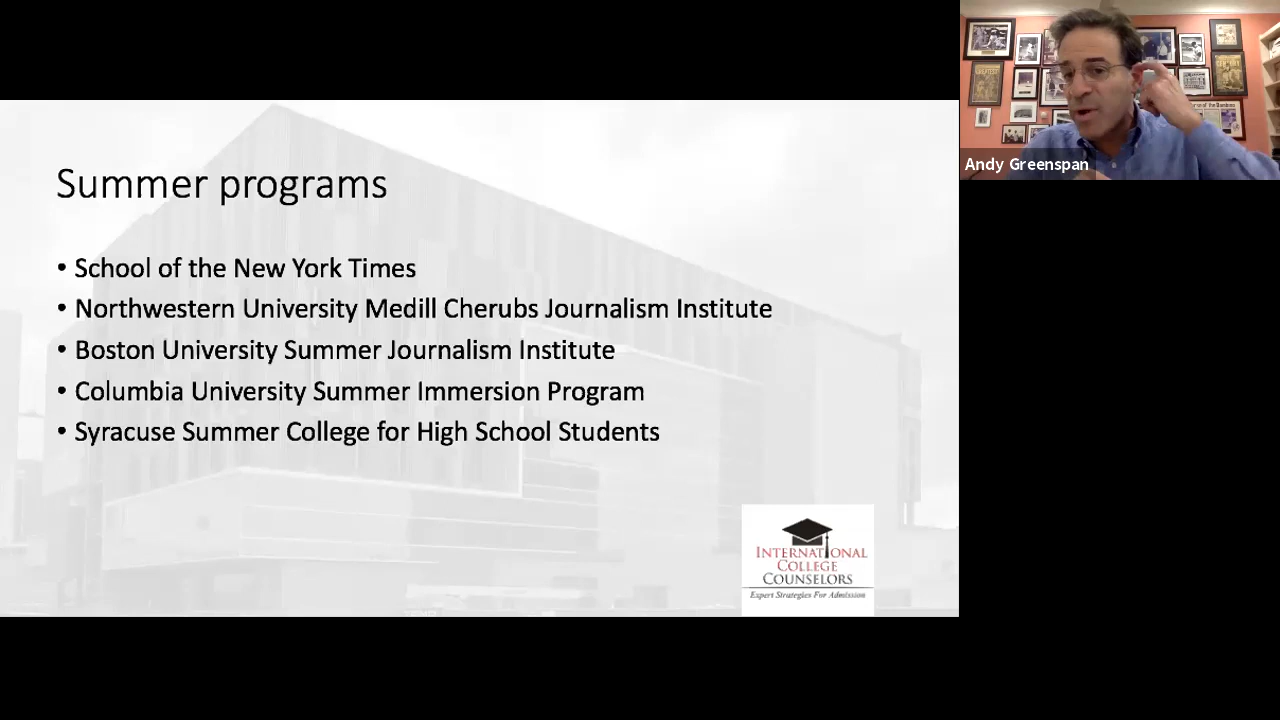 Summer programs
• School of the New York Times
• Northwestern University Medill Cherubs Journalism Institute
• Boston University Summer Journalism Institute
• Columbia University Summer Immersion Program
• Syracuse Summer College for High School Students
INTERNATIONAL
COLLEGE
COUNSELORS
Expert Strategies For Admission
Andy Greenspan